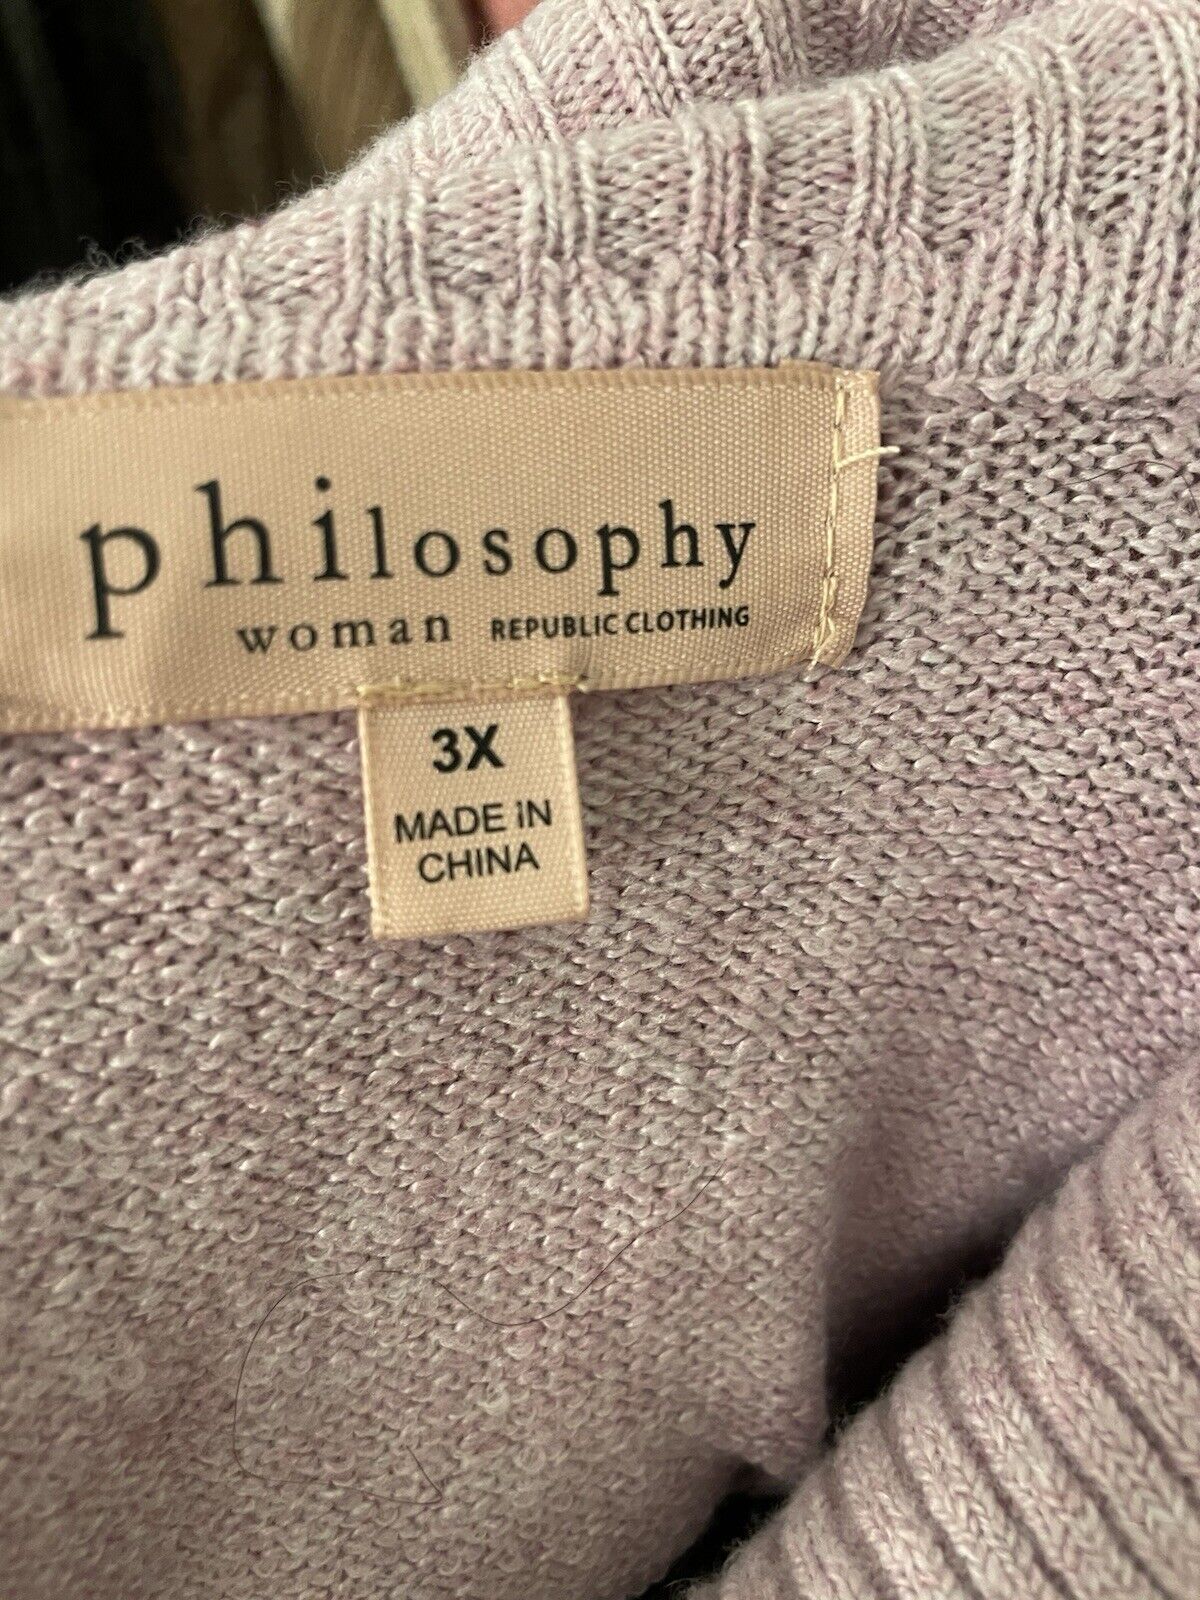 philosophy
woman REPUBLIC CLOTHING
3X
MADE iN
CHINA